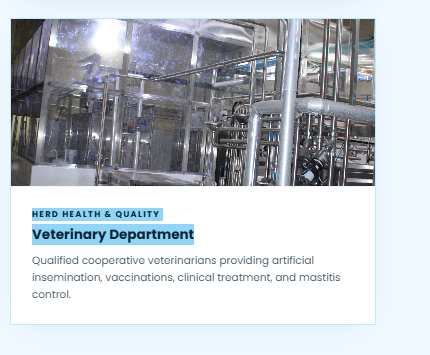 HERD HEALTH & QUALITY
Veterinary Department
Qualified cooperative veterinarians providing artificial
insemination, vaccinations, clinical treatment, and mastitis
control.